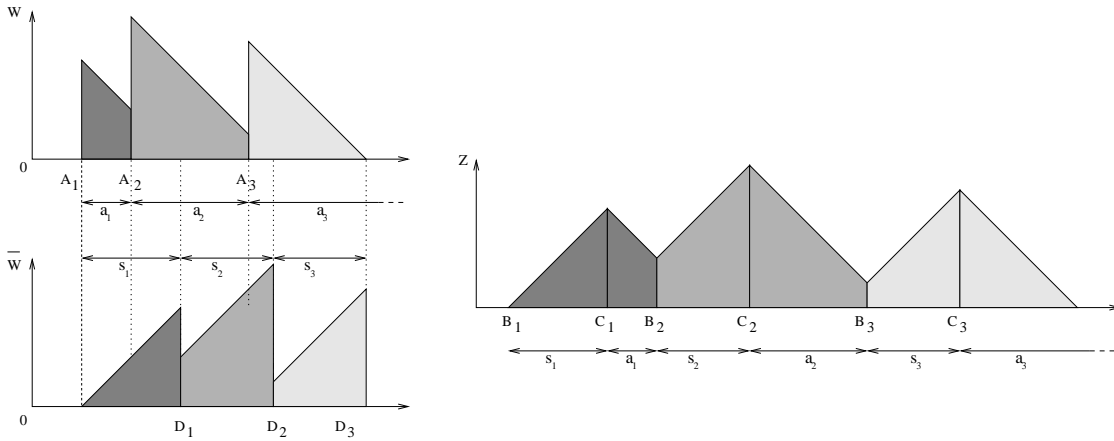 W
0
A₁ A₂ A₃
a₁ a₂ a₃
W̅
s₁ s₂ s₃
0
D₁ D₂ D₃
Z
B₁ C₁ B₂ C₂ B₃ C₃
s₁ a₁ s₂ a₂ s₃ a₃